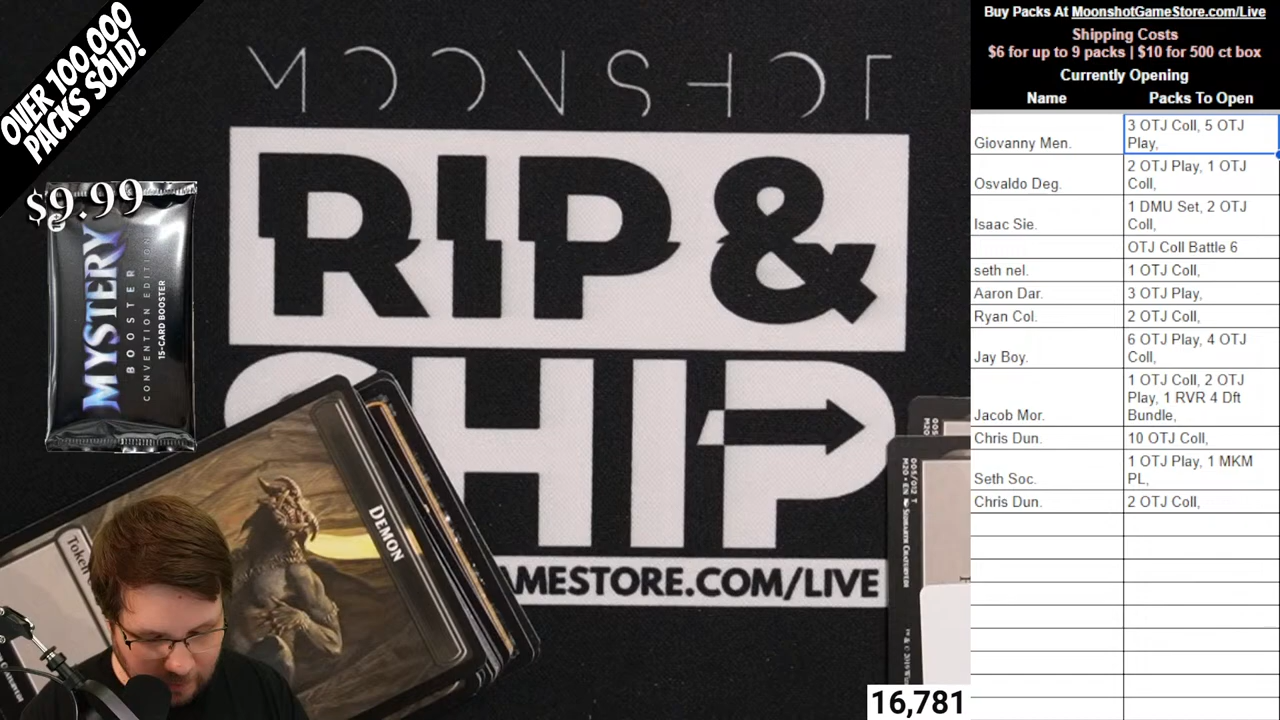 OVER 100,000
PACKS SOLD!
$9.99
MYSTERY
BOOSTER
CONVENTION EDITION
15-CARD BOOSTER
MOONSHOT
RIP &
SHIP
GAMESTORE.COM/LIVE
DEMON
Token
16,781
Buy Packs At MoonshotGameStore.com/Live
Shipping Costs
$6 for up to 9 packs | $10 for 500 ct box
Currently Opening
Name Packs To Open
Giovanny Men. 3 OTJ Coll, 5 OTJ
Play,
Osvaldo Deg. 2 OTJ Play, 1 OTJ
Coll,
Isaac Sie. 1 DMU Set, 2 OTJ
Coll,
OTJ Coll Battle 6
seth nel. 1 OTJ Coll,
Aaron Dar. 3 OTJ Play,
Ryan Col. 2 OTJ Coll,
Jay Boy. 6 OTJ Play, 4 OTJ
Coll,
Jacob Mor. 1 OTJ Coll, 2 OTJ
Play, 1 RVR 4 Dft
Bundle,
Chris Dun. 10 OTJ Coll,
Seth Soc. 1 OTJ Play, 1 MKM
PL,
Chris Dun. 2 OTJ Coll,